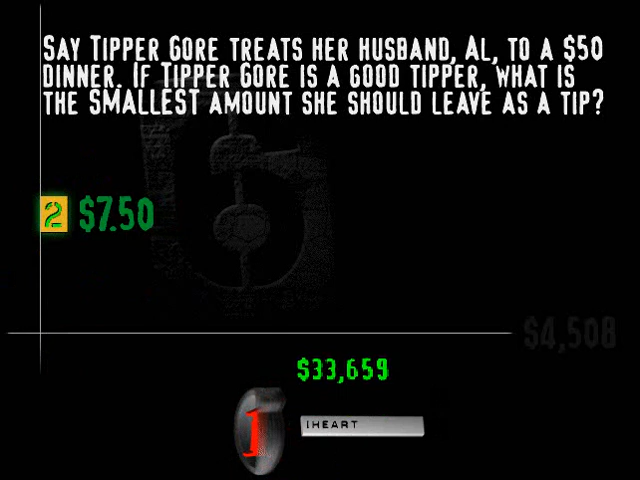 SAY TIPPER GORE TREATS HER HUSBAND, AL, TO A $50
DINNER. IF TIPPER GORE IS A GOOD TIPPER, WHAT IS
THE SMALLEST AMOUNT SHE SHOULD LEAVE AS A TIP?
2 $7.50
$4,508
$33,659
1 IHEART